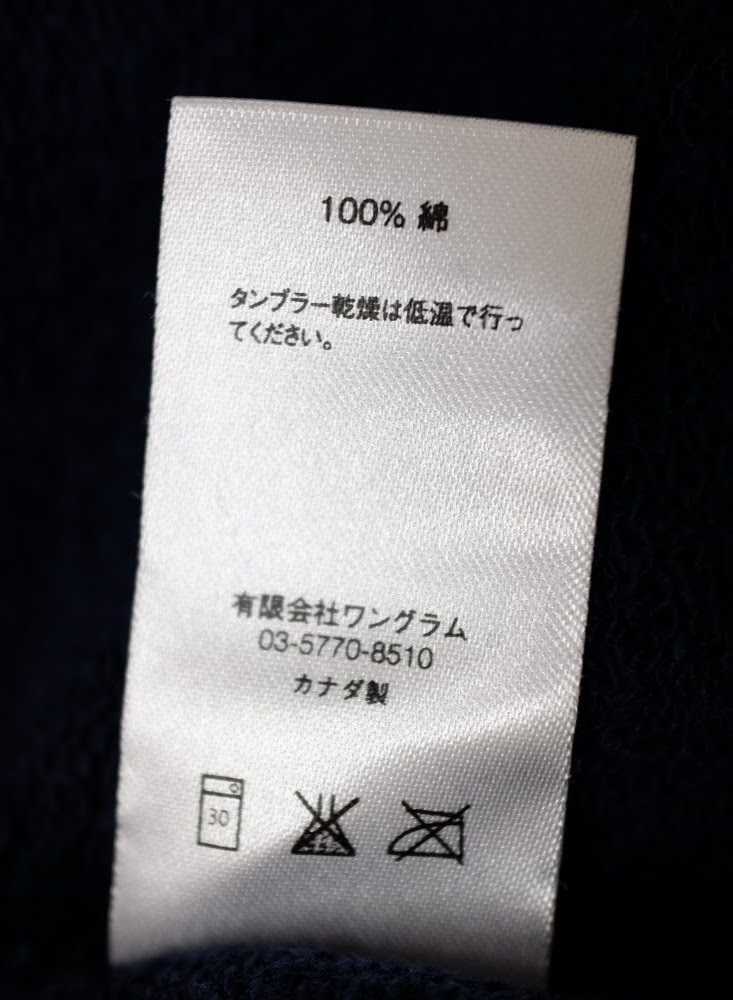 100% 綿
タンブラー乾燥は低温で行っ
てください。
有限会社ワングラム
03-5770-8510
カナダ製
30